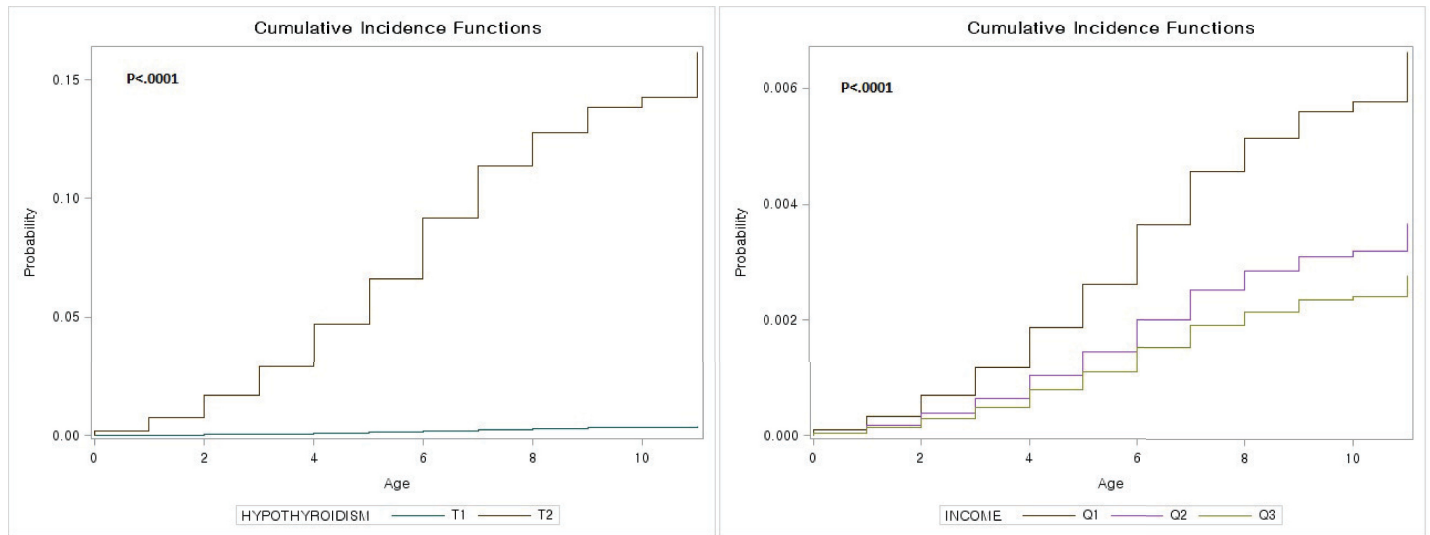 Cumulative Incidence Functions
P<.0001
0.15
0.10
0.05
0.00
Probability
0 2 4 6 8 10
Age
HYPOTHYROIDISM T1 T2
Cumulative Incidence Functions
P<.0001
0.006
0.004
0.002
0.000
Probability
0 2 4 6 8 10
Age
INCOME Q1 Q2 Q3